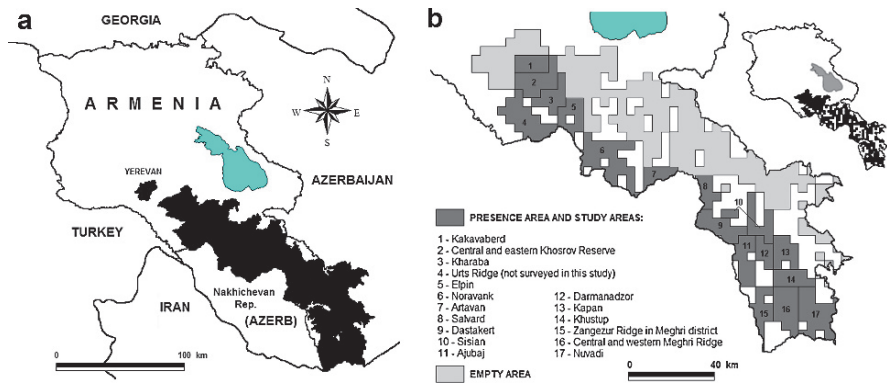 a
GEORGIA
ARMENIA
N
W E
S
YEREVAN
AZERBAIJAN
TURKEY
Nakhichevan
Rep.
IRAN
(AZERB)
0 100 km
b
1
2
3
4
5
6
7
8
9
10
11
12
13
14
15
16
17
PRESENCE AREA AND STUDY AREAS:
1 - Kakavaberd
2 - Central and eastern Khosrov Reserve
3 - Kharaba
4 - Urts Ridge (not surveyed in this study)
5 - Elpin
6 - Noravank
7 - Artavan
8 - Salvard
9 - Dastakert
10 - Sisian
11 - Ajubaj
12 - Darmanadzor
13 - Kapan
14 - Khustup
15 - Zangezur Ridge in Meghri district
16 - Central and western Meghri Ridge
17 - Nuvadi
EMPTY AREA
0 40 km